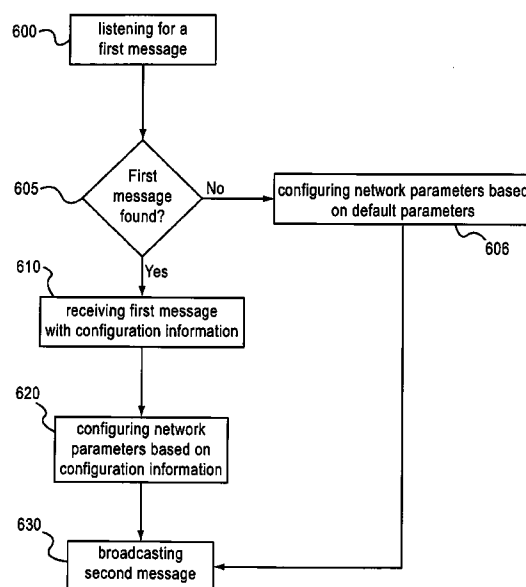 600
listening for a
first message
605
First
message
found?
No
configuring network parameters based
on default parameters
606
Yes
610
receiving first message
with configuration information
620
configuring network
parameters based on
configuration information
630
broadcasting
second message